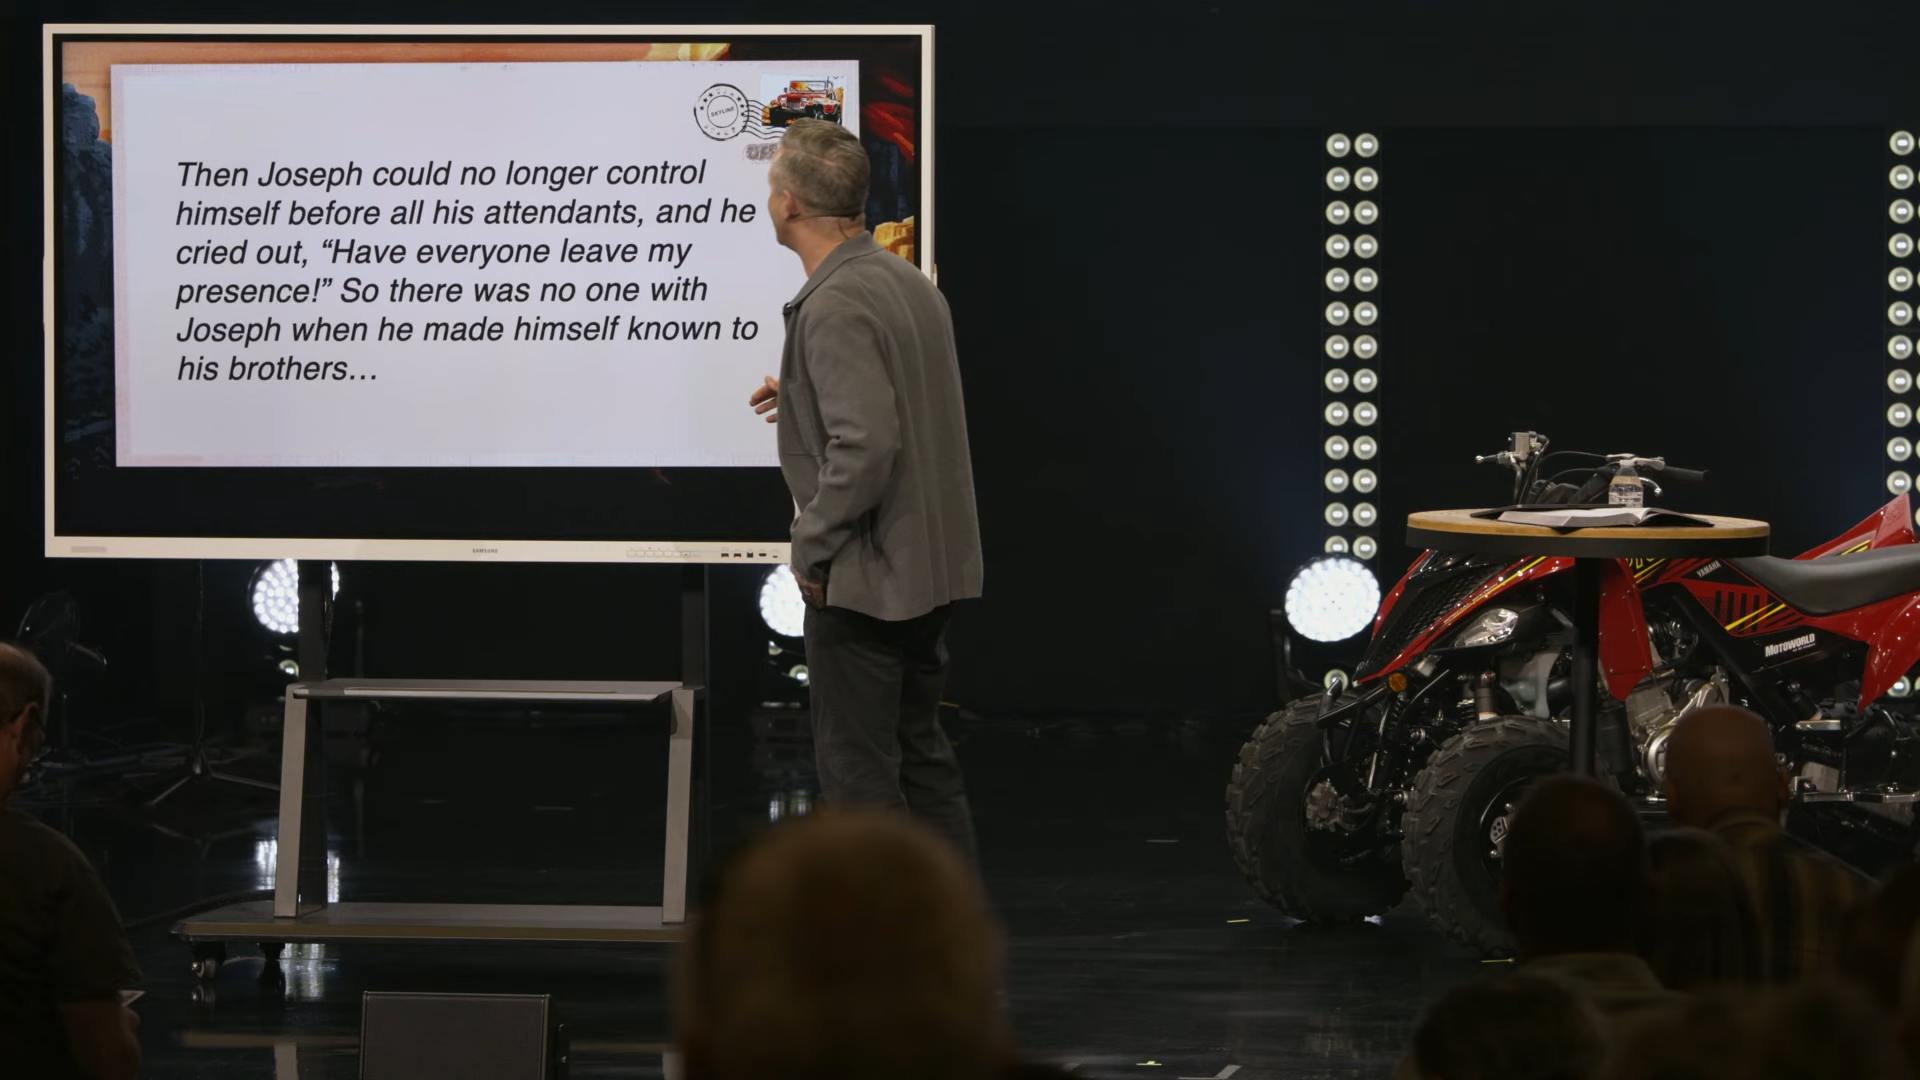 SKYLINE
OFF
Then Joseph could no longer control
himself before all his attendants, and he
cried out, “Have everyone leave my
presence!” So there was no one with
Joseph when he made himself known to
his brothers…
SAMSUNG
YAMAHA
MOTOWORLD